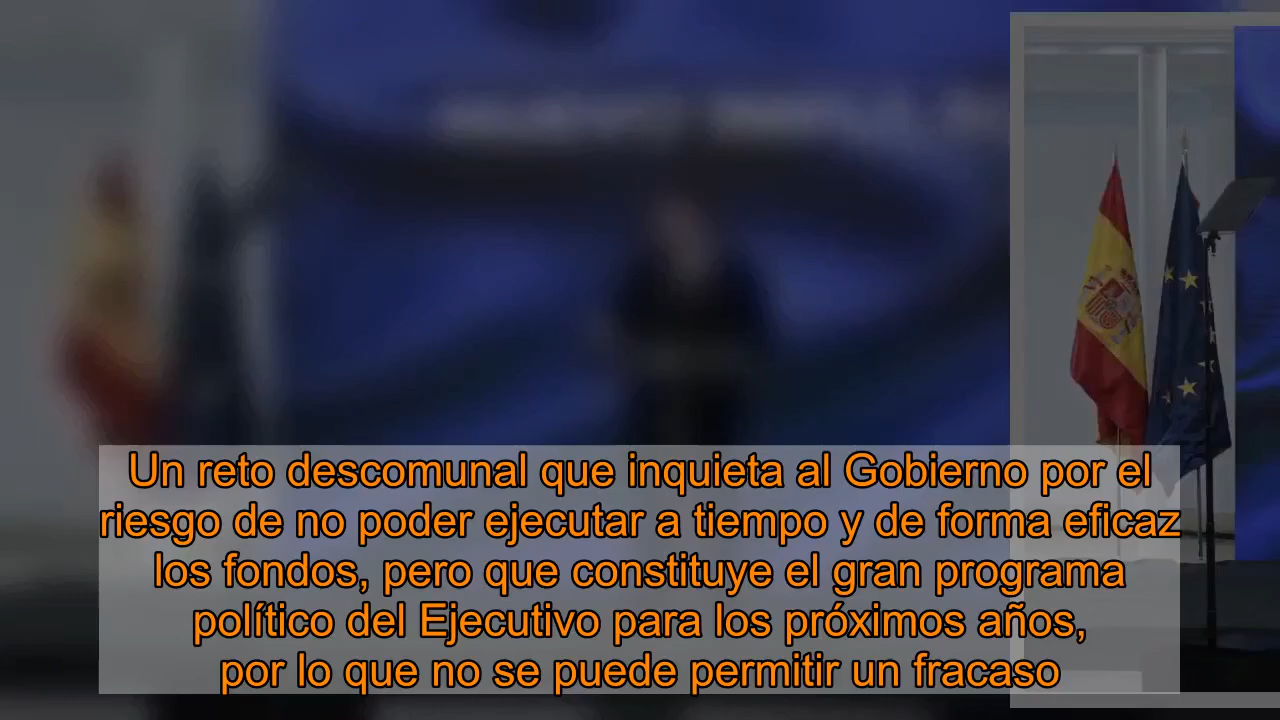 Un reto descomunal que inquieta al Gobierno por el
riesgo de no poder ejecutar a tiempo y de forma eficaz
los fondos, pero que constituye el gran programa
político del Ejecutivo para los próximos años,
por lo que no se puede permitir un fracaso